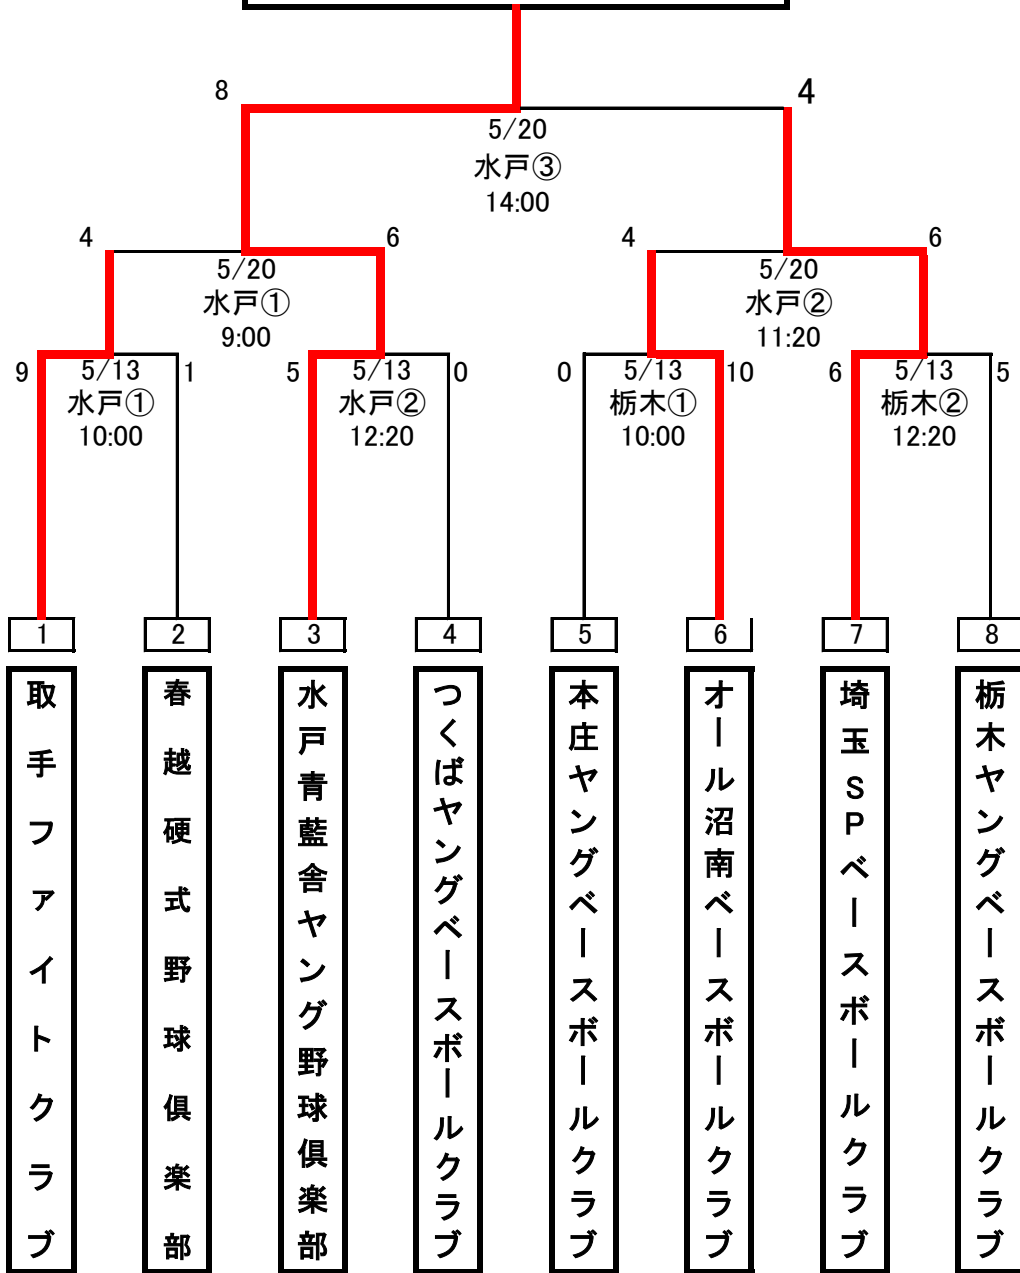 8
4
5/20
水戸③
14:00
4
6
4
6
5/20
水戸①
9:00
5/20
水戸②
11:20
9
5/13
1
5
5/13
0
0
5/13
10
6
5/13
5
水戸①
10:00
水戸②
12:20
栃木①
10:00
栃木②
12:20
1
2
3
4
5
6
7
8
取手ファイトクラブ
春越硬式野球倶楽部
水戸青藍舎ヤング野球倶楽部
つくばヤングベースボールクラブ
本庄ヤングベースボールクラブ
オール沼南ベースボールクラブ
埼玉SPベースボールクラブ
栃木ヤングベースボールクラブ